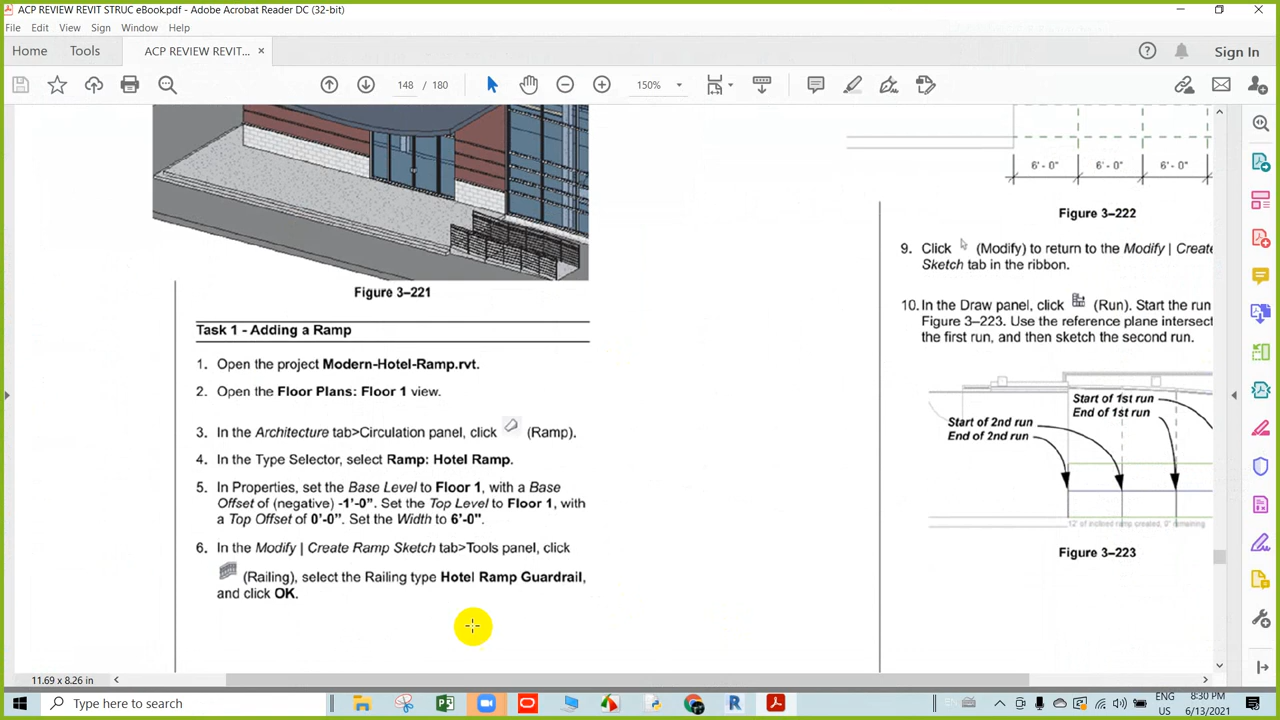 ACP REVIEW REVIT STRUC eBook.pdf - Adobe Acrobat Reader DC (32-bit)
File Edit View Sign Window Help
Home Tools ACP REVIEW REVIT... × Sign In
148 / 180 150%
Figure 3–221
Task 1 - Adding a Ramp
1. Open the project Modern-Hotel-Ramp.rvt.
2. Open the Floor Plans: Floor 1 view.
3. In the Architecture tab>Circulation panel, click (Ramp).
4. In the Type Selector, select Ramp: Hotel Ramp.
5. In Properties, set the Base Level to Floor 1, with a Base
Offset of (negative) -1'-0". Set the Top Level to Floor 1, with
a Top Offset of 0'-0". Set the Width to 6'-0".
6. In the Modify | Create Ramp Sketch tab>Tools panel, click
(Railing), select the Railing type Hotel Ramp Guardrail,
and click OK.
6' - 0" 6' - 0" 6' - 0"
Figure 3–222
9. Click (Modify) to return to the Modify | Create
Sketch tab in the ribbon.
10. In the Draw panel, click (Run). Start the run
Figure 3–223. Use the reference plane intersect
the first run, and then sketch the second run.
Start of 1st run
End of 1st run
Start of 2nd run
End of 2nd run
12' of inclined ramp created, 0" remaining
Figure 3–223
11.69 x 8.26 in
Type here to search
ENG
US
8:30 PM
6/13/2021